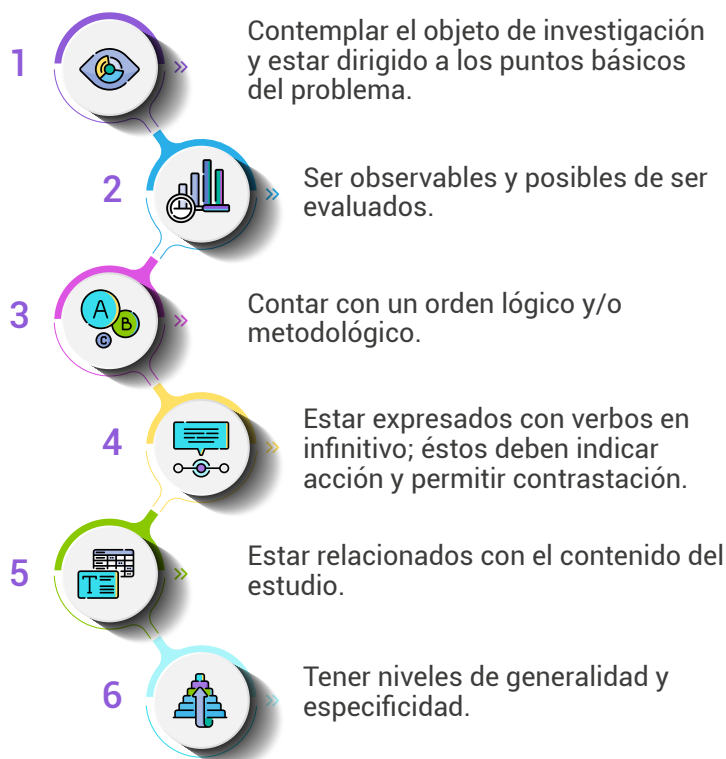 1
Contemplar el objeto de investigación
y estar dirigido a los puntos básicos
del problema.
2
Ser observables y posibles de ser
evaluados.
3
A
B
C
Contar con un orden lógico y/o
metodológico.
4
Estar expresados con verbos en
infinitivo; éstos deben indicar
acción y permitir contrastación.
5
T
Estar relacionados con el contenido del
estudio.
6
Tener niveles de generalidad y
especificidad.